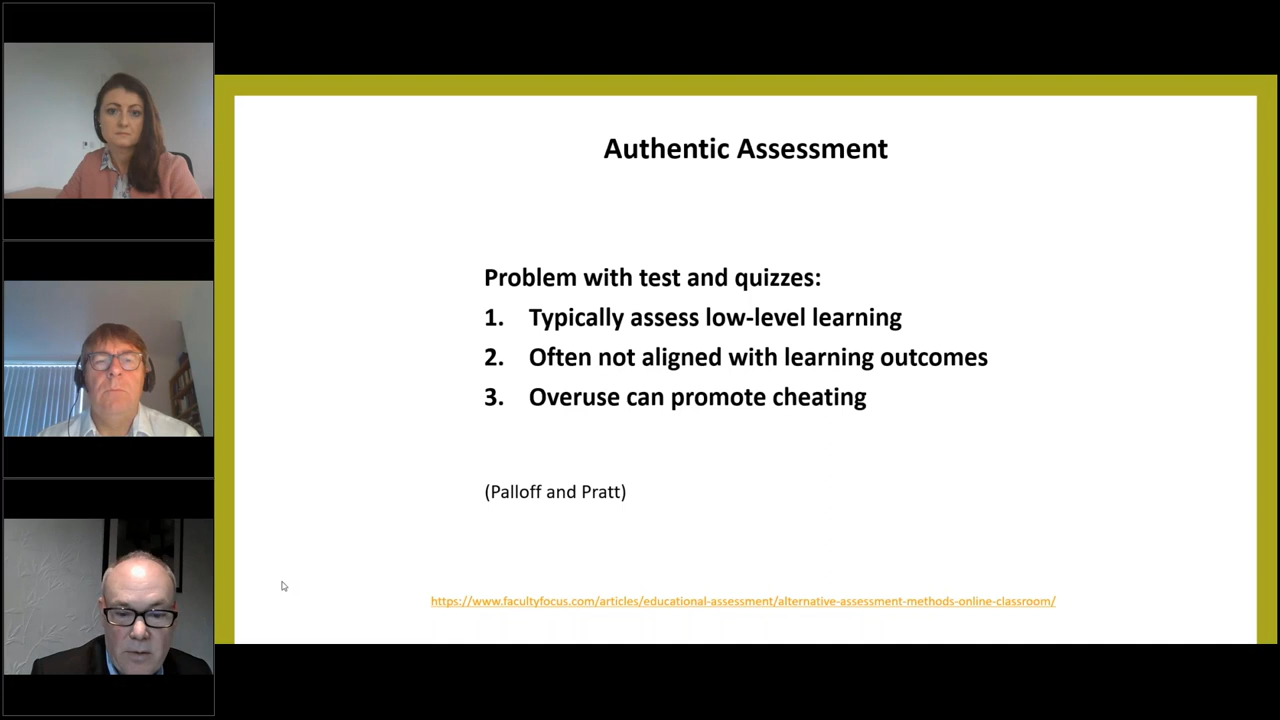 Authentic Assessment
Problem with test and quizzes:
1. Typically assess low-level learning
2. Often not aligned with learning outcomes
3. Overuse can promote cheating
(Palloff and Pratt)
https://www.facultyfocus.com/articles/educational-assessment/alternative-assessment-methods-online-classroom/